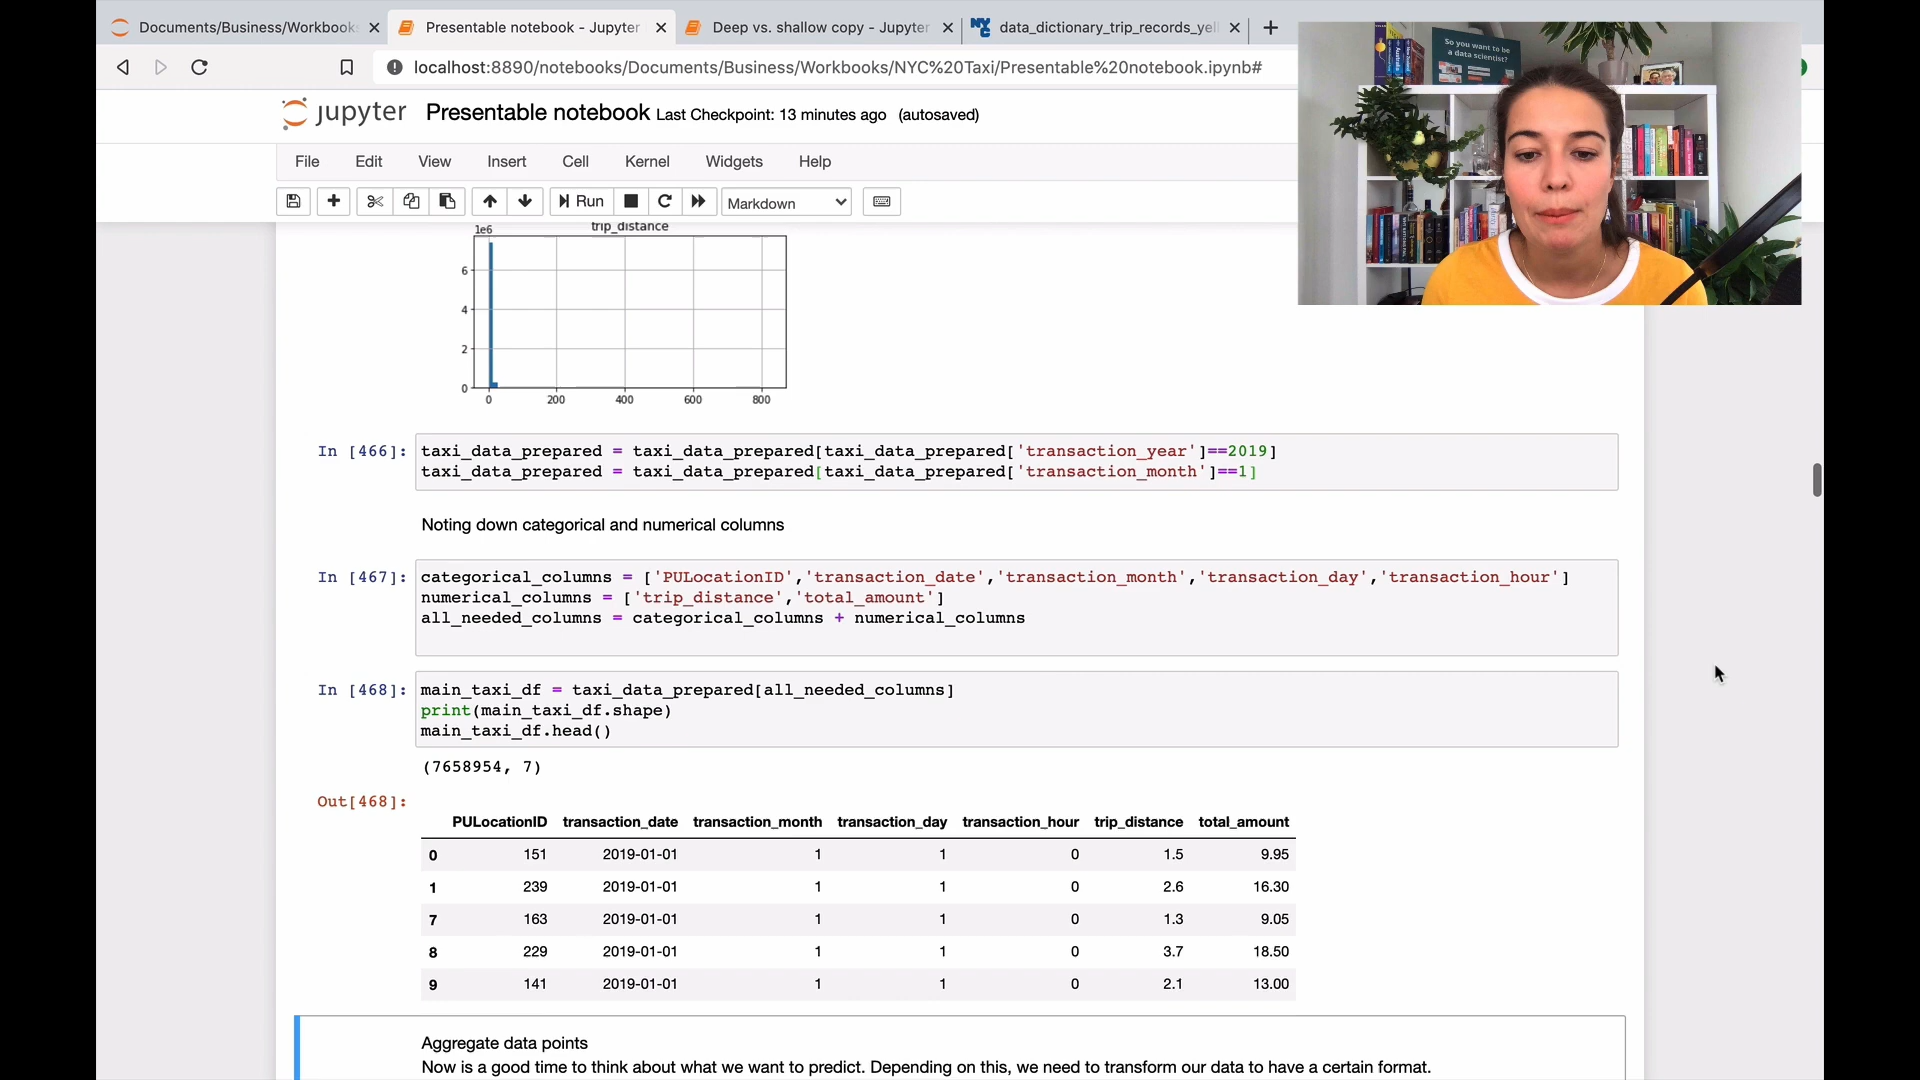 Documents/Business/Workbooks
Presentable notebook - Jupyter
Deep vs. shallow copy - Jupyter
NYC
data_dictionary_trip_records_yell
localhost:8890/notebooks/Documents/Business/Workbooks/NYC%20Taxi/Presentable%20notebook.ipynb#
So you want to be
a data scientist?
jupyter Presentable notebook Last Checkpoint: 13 minutes ago (autosaved)
File Edit View Insert Cell Kernel Widgets Help
Run Markdown
1e6 trip_distance
6
4
2
0
0 200 400 600 800
In [466]: taxi_data_prepared = taxi_data_prepared[taxi_data_prepared['transaction_year']==2019]
taxi_data_prepared = taxi_data_prepared[taxi_data_prepared['transaction_month']==1]
Noting down categorical and numerical columns
In [467]: categorical_columns = ['PULocationID','transaction_date','transaction_month','transaction_day','transaction_hour']
numerical_columns = ['trip_distance','total_amount']
all_needed_columns = categorical_columns + numerical_columns
In [468]: main_taxi_df = taxi_data_prepared[all_needed_columns]
print(main_taxi_df.shape)
main_taxi_df.head()
(7658954, 7)
Out[468]:
PULocationID transaction_date transaction_month transaction_day transaction_hour trip_distance total_amount
0 151 2019-01-01 1 1 0 1.5 9.95
1 239 2019-01-01 1 1 0 2.6 16.30
7 163 2019-01-01 1 1 0 1.3 9.05
8 229 2019-01-01 1 1 0 3.7 18.50
9 141 2019-01-01 1 1 0 2.1 13.00
Aggregate data points
Now is a good time to think about what we want to predict. Depending on this, we need to transform our data to have a certain format.